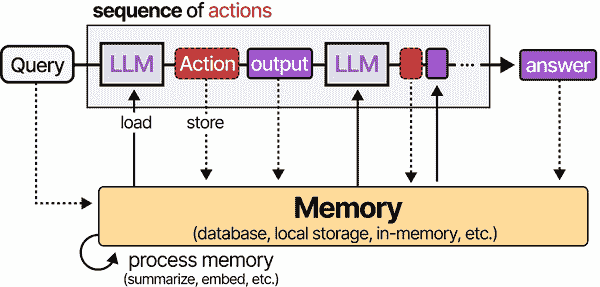 sequence of actions
Query
LLM
Action
output
LLM
...
answer
load
store
Memory
(database, local storage, in-memory, etc.)
process memory
(summarize, embed, etc.)